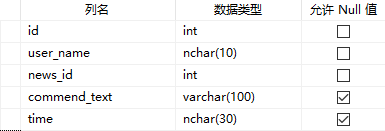 列名 数据类型 允许 Null 值
id int
user_name nchar(10)
news_id int
commend_text varchar(100)
time nchar(30)